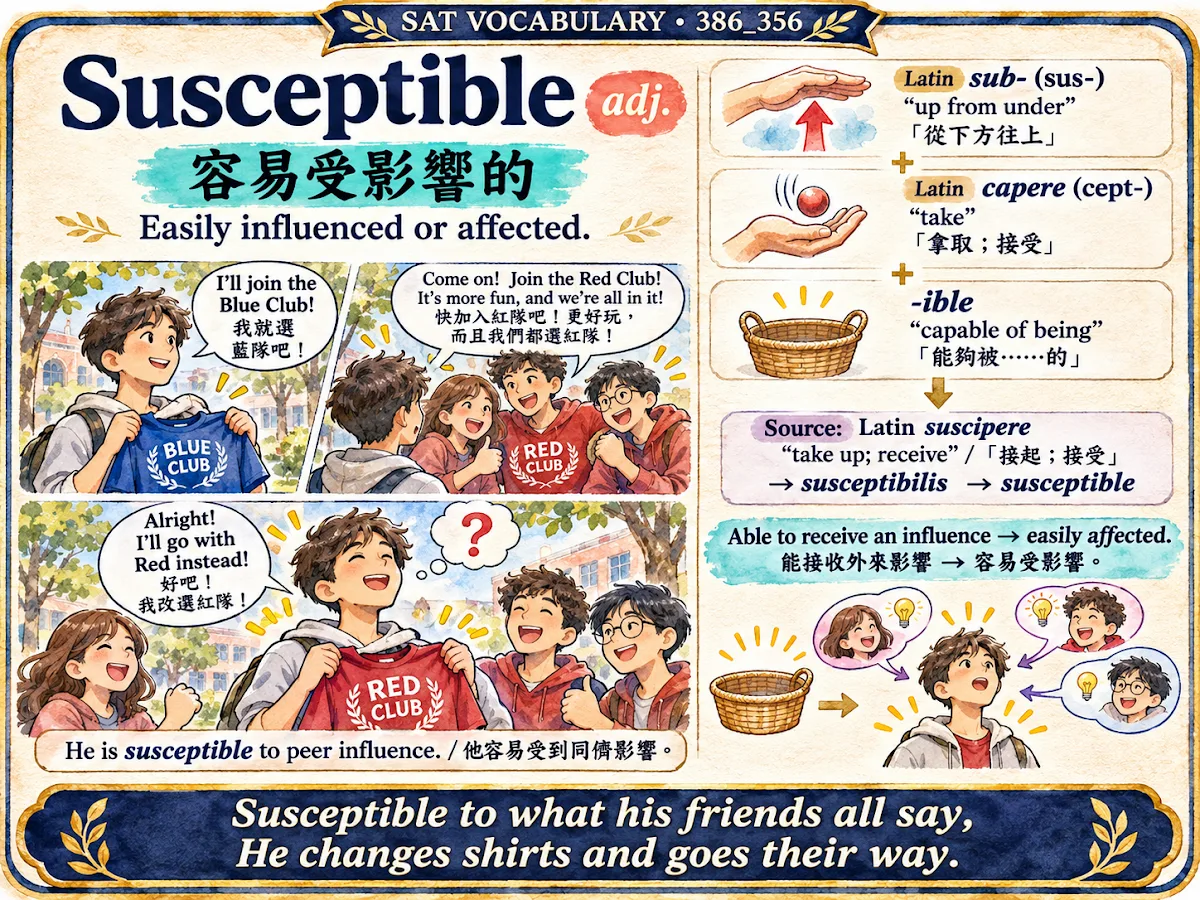 SAT VOCABULARY • 386_356
Susceptible adj.
容易受影響的
Easily influenced or affected.
I'll join the
Blue Club!
我就選
藍隊吧！
BLUE
CLUB
Come on! Join the Red Club!
It's more fun, and we're all in it!
快加入紅隊吧！更好玩，
而且我們都選紅隊！
RED
CLUB
Alright!
I'll go with
Red instead!
好吧！
我改選紅隊！
?
RED
CLUB
He is susceptible to peer influence. / 他容易受到同儕影響。
Latin sub- (sus-)
“up from under”
「從下方往上」
+
Latin capere (cept-)
“take”
「拿取；接受」
+
-ible
“capable of being”
「能夠被……的」
Source: Latin suscipere
“take up; receive” /「接起；接受」
→ susceptibilis → susceptible
Able to receive an influence → easily affected.
能接收外來影響 → 容易受影響。
Susceptible to what his friends all say,
He changes shirts and goes their way.